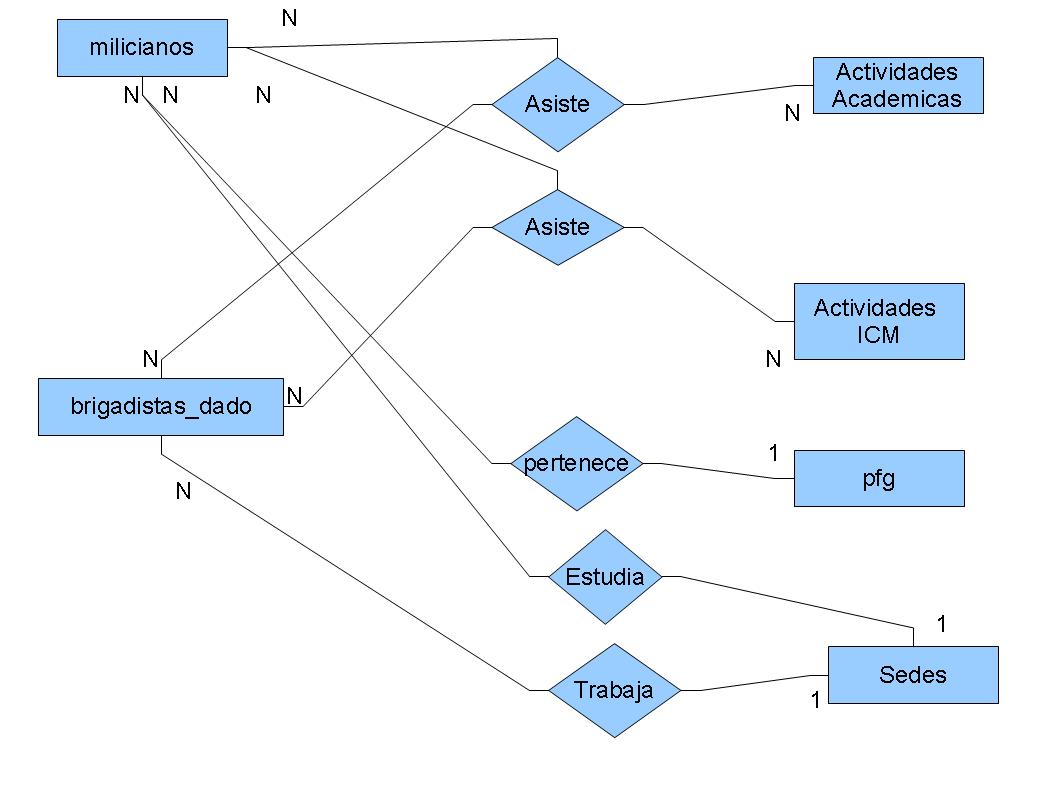 N
milicianos
Actividades
Academicas
N
N
N
Asiste
N
Asiste
Actividades
ICM
N
N
N
brigadistas_dado
pertenece
1
pfg
N
Estudia
1
Sedes
Trabaja
1